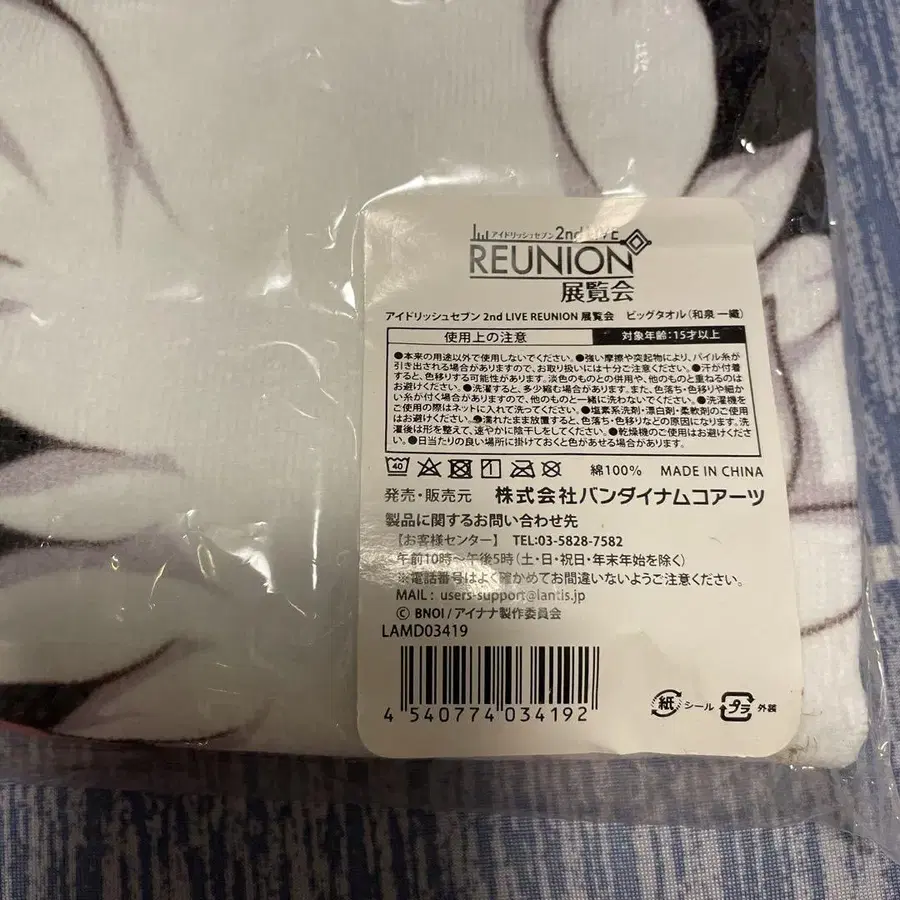 アイドリッシュセブン 2nd LIVE
REUNION
展覧会
アイドリッシュセブン 2nd LIVE REUNION 展覧会 ビッグタオル(和泉 一織)
使用上の注意 対象年齢:15才以上
●本来の用途以外で使用しないでください。●強い摩擦や突起物により、パイル糸が
引き出される場合がありますので、お取り扱いには十分ご注意ください。●汗が付着
すると、色移りする可能性があります。淡色のものとの併用や、他のものと重ねるのは
お避けください。●洗濯すると、多少縮む場合があります。また、色落ち・色移りや細か
い糸が付く場合がありますので、他のものと一緒に洗わないでください。●洗濯機を
ご使用の際はネットに入れて洗ってください。●塩素系洗剤・漂白剤・柔軟剤のご使用
はお避けください。●濡れたまま放置すると、色落ち・色移りなどの原因になります。洗
濯後は形を整えて、速やかに陰干しをしてください。●乾燥機のご使用はお避けくださ
い。●日当たりの良い場所に掛けておくと色があせる場合があります。
40 綿100% MADE IN CHINA
発売・販売元 株式会社バンダイナムコアーツ
製品に関するお問い合わせ先
【お客様センター】 TEL:03-5828-7582
午前10時~午後5時(土・日・祝日・年末年始を除く)
※電話番号はよく確かめてお間違いないようご注意ください。
MAIL : users-support@lantis.jp
© BNOI / アイナナ製作委員会
LAMD03419
4 540774 034192
紙 シール プラ 外装